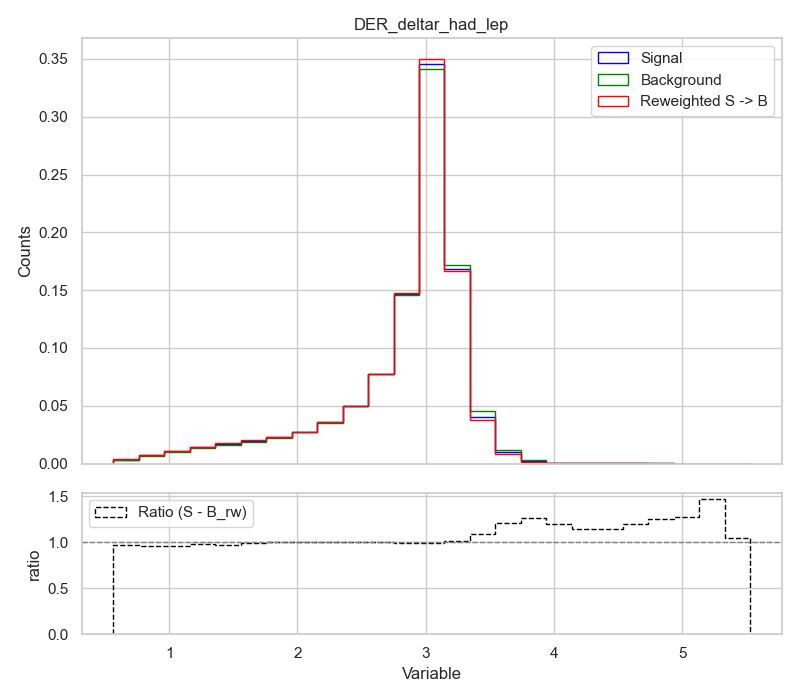 DER_deltar_had_lep
Counts
0.35
0.30
0.25
0.20
0.15
0.10
0.05
0.00
Signal
Background
Reweighted S -> B
ratio
1.5
1.0
0.5
0.0
Ratio (S - B_rw)
1 2 3 4 5
Variable